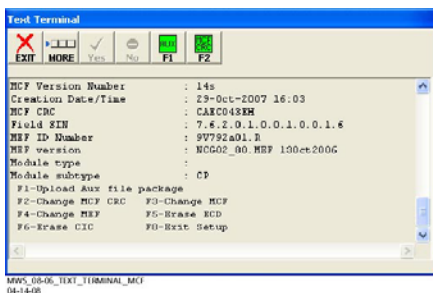 Text Terminal
EXIT MORE Yes No AUX F1 MCF CRC F2
MCF Version Number : 14s
Creation Date/Time : 29-Oct-2007 16:03
MCF CRC : CAEC043EH
Field SIN : 7.6.2.0.1.0.0.1.0.0.1.6
MEF ID Number : 97792a01.R
MEF version : NCG02_00.MEF 130ct2006
Module type :
Module subtype : CP
F1-Upload Aux file package
F2-Change MCF CRC F3-Change MCF
F4-Change MEF F5-Erase ECD
F6-Erase CIC F0-Exit Setup
MWS_08-06_TEXT_TERMINAL_MCF
04-14-08